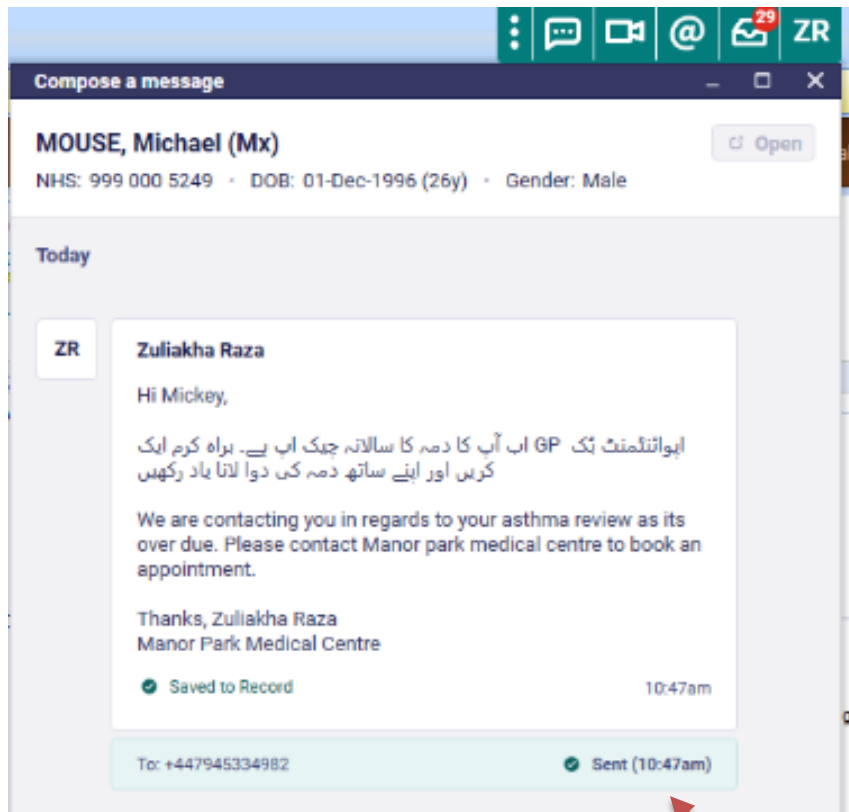 29
ZR
Compose a message
MOUSE, Michael (Mx)
Open
NHS: 999 000 5249 · DOB: 01-Dec-1996 (26y) · Gender: Male
Today
ZR
Zuliakha Raza
Hi Mickey,
اپوائنٹمنٹ بُک GP اب آپ کا دمہ کا سالانہ چیک اپ ہے۔ براہ کرم ایک
کریں اور اپنے ساتھ دمہ کی دوا لانا یاد رکھیں
We are contacting you in regards to your asthma review as its
over due. Please contact Manor park medical centre to book an
appointment.
Thanks, Zuliakha Raza
Manor Park Medical Centre
Saved to Record
10:47am
To: +447945334982
Sent (10:47am)